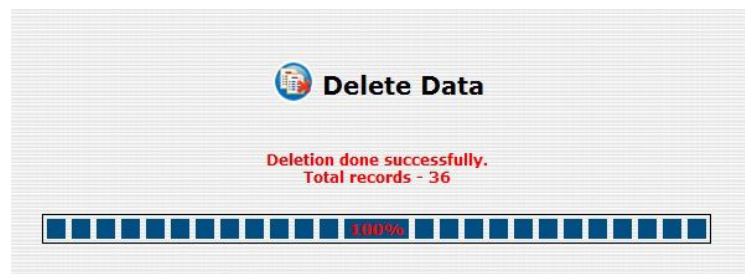 Delete Data
Deletion done successfully.
Total records - 36
100%